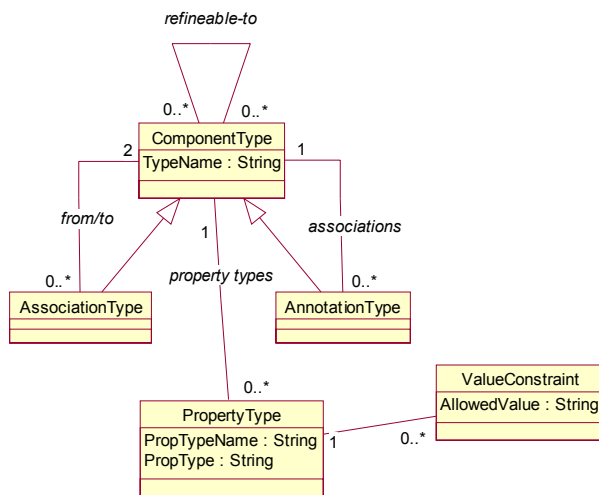 refineable-to
0..*
0..*
ComponentType
TypeName : String
2
1
from/to
1
associations
property types
0..*
0..*
AssociationType
AnnotationType
0..*
ValueConstraint
AllowedValue : String
PropertyType
PropTypeName : String
PropType : String
1
0..*